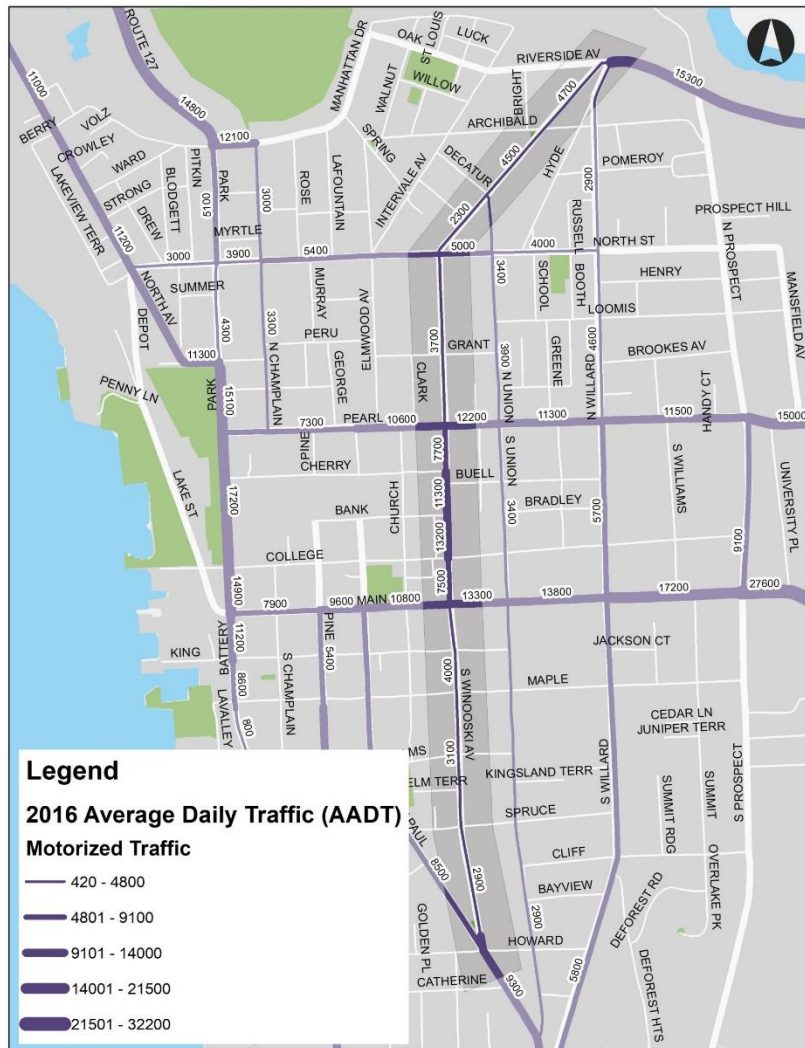 ROUTE 127
MANHATTAN DR
OAK
ST LOUIS
LUCK
WILLOW
WALNUT
RIVERSIDE AV
BRIGHT
4700
15300
11000
14800
12100
BERRY
VOLZ
CROWLEY
WARD
STRONG
BLODGETT
DREW
LAKEVIEW TERR
PITKIN
PARK
5100
3000
ROSE
LAFOUNTAIN
SPRING
INTERVALE AV
ARCHIBALD
DECATUR
4500
HYDE
2300
2900
POMEROY
RUSSELL
PROSPECT HILL
N PROSPECT
MANSFIELD AV
MYRTLE
11200
NORTH AV
3000
3900
5400
5000
4000
NORTH ST
SUMMER
DEPOT
4300
3300
N CHAMPLAIN
MURRAY
PERU
GEORGE
ELMWOOD AV
3400
SCHOOL
BOOTH
HENRY
LOOMIS
3700
CLARK
GRANT
3900
N UNION
GREENE
4600
N WILLARD
BROOKES AV
HANDY CT
11300
PENNY LN
PARK
15100
7300
PEARL
10600
12200
11300
11500
15000
PINE
CHERRY
7700
BUELL
S UNION
LAKE ST
17200
BANK
CHURCH
11300
13200
3400
BRADLEY
5700
S WILLIAMS
9100
UNIVERSITY PL
COLLEGE
7500
14900
7900
9600
MAIN
10800
13300
13800
17200
27600
11200
BATTERY
KING
8600
LAVALLEY
800
S CHAMPLAIN
PINE
5400
4000
S WINOOSKI AV
MAPLE
JACKSON CT
CEDAR LN
JUNIPER TERR
3100
MS
ELM TERR
KINGSLAND TERR
S WILLARD
SUMMIT RDG
SUMMIT
S PROSPECT
PAUL
8500
SPRUCE
CLIFF
OVERLAKE PK
2900
BAYVIEW
2900
DEFOREST RD
GOLDEN PL
HOWARD
5800
DEFOREST HTS
CATHERINE
9300
Legend
2016 Average Daily Traffic (AADT)
Motorized Traffic
420 - 4800
4801 - 9100
9101 - 14000
14001 - 21500
21501 - 32200